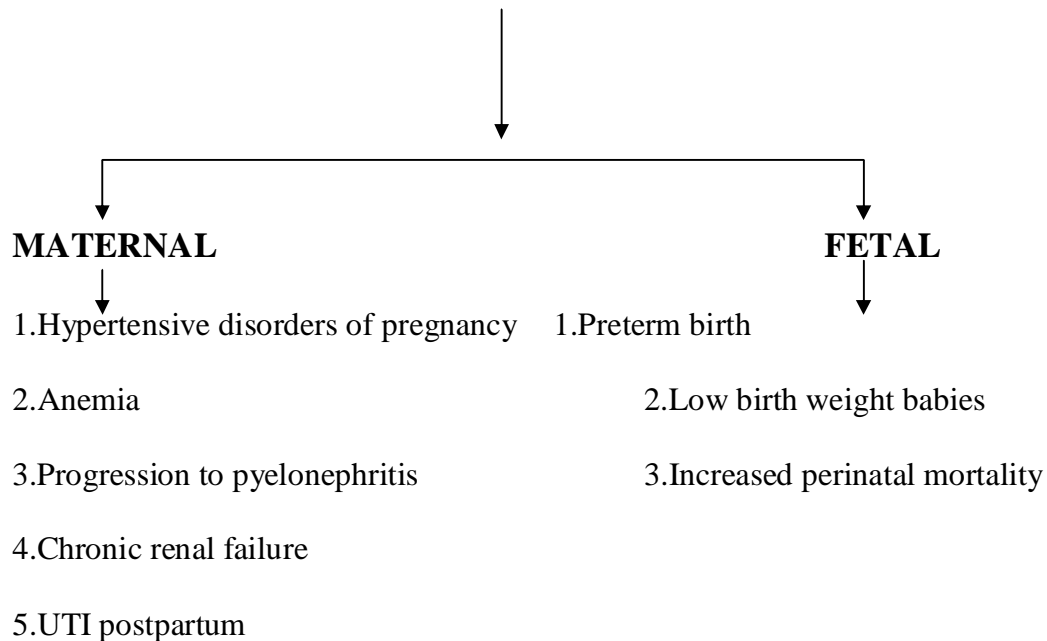 MATERNAL FETAL
1.Hypertensive disorders of pregnancy 1.Preterm birth
2.Anemia 2.Low birth weight babies
3.Progression to pyelonephritis 3.Increased perinatal mortality
4.Chronic renal failure
5.UTI postpartum